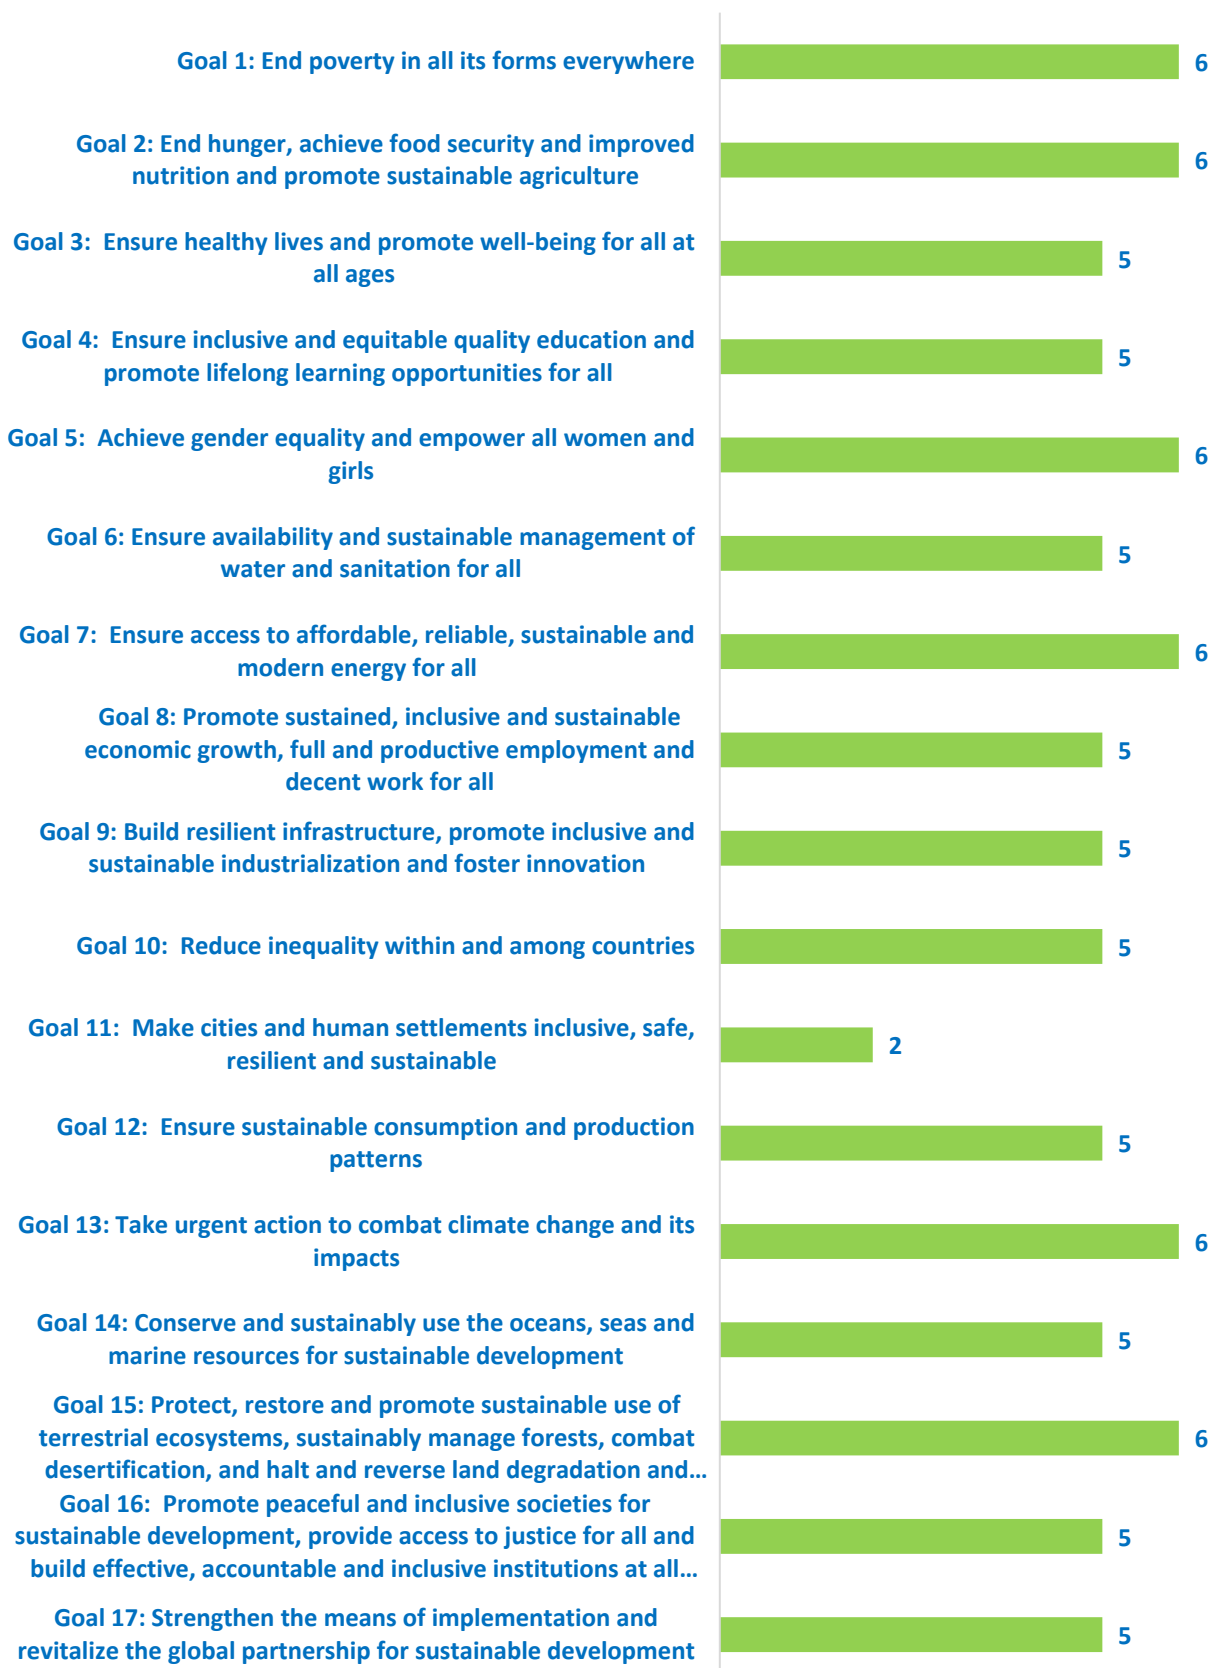 Goal 1: End poverty in all its forms everywhere
6
Goal 2: End hunger, achieve food security and improved
nutrition and promote sustainable agriculture
6
Goal 3:  Ensure healthy lives and promote well-being for all at
all ages
5
Goal 4:  Ensure inclusive and equitable quality education and
promote lifelong learning opportunities for all
5
Goal 5:  Achieve gender equality and empower all women and
girls
6
Goal 6: Ensure availability and sustainable management of
water and sanitation for all
5
Goal 7:  Ensure access to affordable, reliable, sustainable and
modern energy for all
6
Goal 8: Promote sustained, inclusive and sustainable
economic growth, full and productive employment and
decent work for all
5
Goal 9: Build resilient infrastructure, promote inclusive and
sustainable industrialization and foster innovation
5
Goal 10:  Reduce inequality within and among countries
5
Goal 11:  Make cities and human settlements inclusive, safe,
resilient and sustainable
2
Goal 12:  Ensure sustainable consumption and production
patterns
5
Goal 13: Take urgent action to combat climate change and its
impacts
6
Goal 14: Conserve and sustainably use the oceans, seas and
marine resources for sustainable development
5
Goal 15: Protect, restore and promote sustainable use of
terrestrial ecosystems, sustainably manage forests, combat
desertification, and halt and reverse land degradation and…
6
Goal 16:  Promote peaceful and inclusive societies for
sustainable development, provide access to justice for all and
build effective, accountable and inclusive institutions at all…
5
Goal 17: Strengthen the means of implementation and
revitalize the global partnership for sustainable development
5